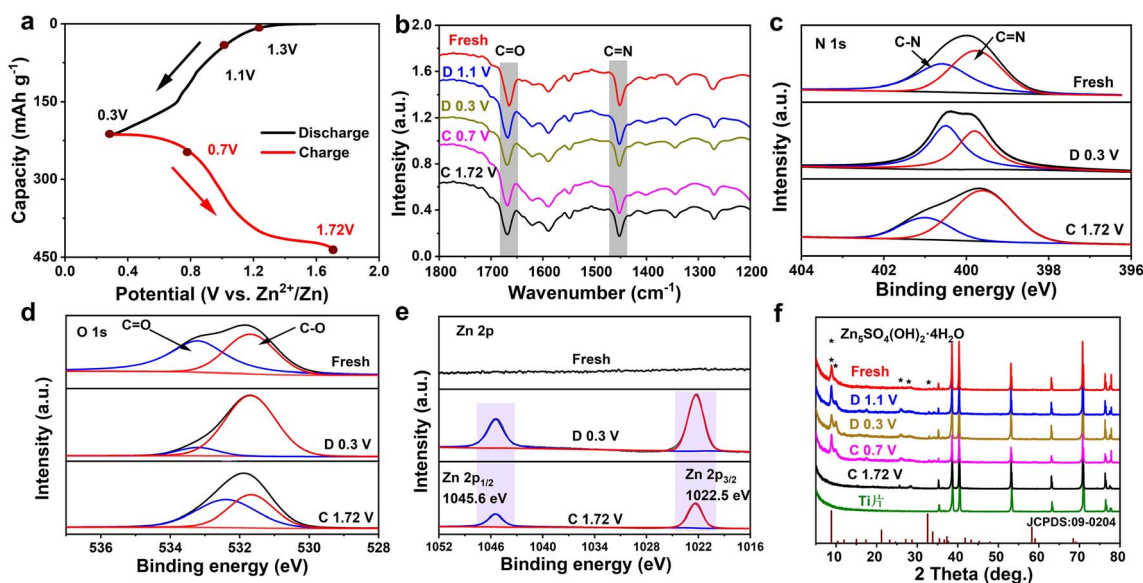 a
0
150
300
450
Capacity (mAh g⁻¹)
1.3V
1.1V
0.3V
0.7V
1.72V
Discharge
Charge
0.0 0.4 0.8 1.2 1.6 2.0
Potential (V vs. Zn²⁺/Zn)
b
C=O C=N
Fresh
D 1.1 V
D 0.3 V
C 0.7 V
C 1.72 V
1.8
1.2
0.6
0.4
0.0
Intensity (a.u.)
1800 1700 1600 1500 1400 1300 1200
Wavenumber (cm⁻¹)
c
N 1s
C-N
C=N
Fresh
D 0.3 V
C 1.72 V
Intensity (a.u.)
404 402 400 398 396
Binding energy (eV)
d
O 1s
C=O
C-O
Fresh
D 0.3 V
C 1.72 V
Intensity (a.u.)
536 534 532 530 528
Binding energy (eV)
e
Zn 2p
Fresh
D 0.3 V
Zn 2p₁/₂
1045.6 eV
Zn 2p₃/₂
1022.5 eV
C 1.72 V
Intensity (a.u.)
1052 1046 1040 1034 1028 1022 1016
Binding energy (eV)
f
Zn₅SO₄(OH)₂·4H₂O
* * * * * *
Fresh
D 1.1 V
D 0.3 V
C 0.7 V
C 1.72 V
Ti片
JCPDS:09-0204
Intensity (a.u.)
10 20 30 40 50 60 70 80
2 Theta (deg.)